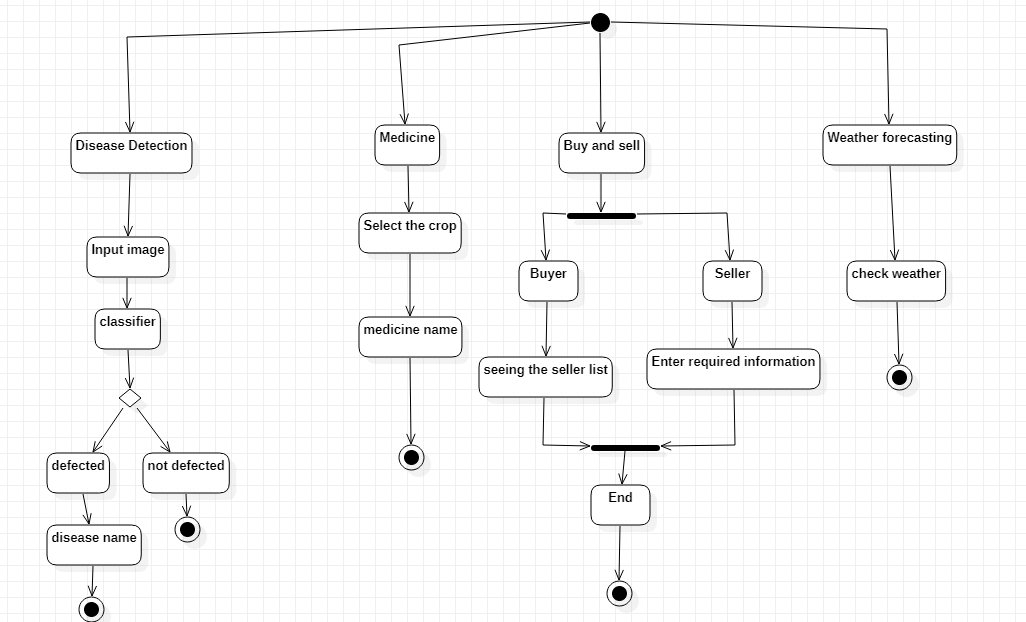 Disease Detection
Medicine
Buy and sell
Weather forecasting
Input image
Select the crop
Buyer
Seller
check weather
classifier
medicine name
seeing the seller list
Enter required information
defected
not defected
End
disease name